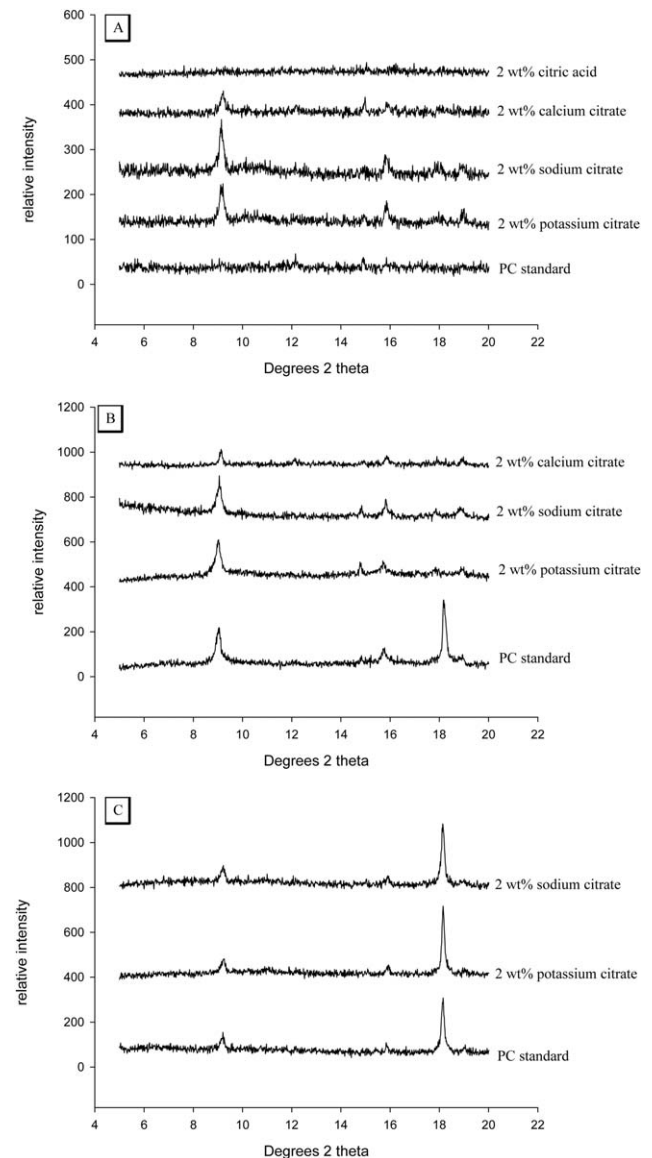 A
600
500
400
300
200
100
0
relative intensity
2 wt% citric acid
2 wt% calcium citrate
2 wt% sodium citrate
2 wt% potassium citrate
PC standard
4 6 8 10 12 14 16 18 20 22
Degrees 2 theta
B
1200
1000
800
600
400
200
0
relative intensity
2 wt% calcium citrate
2 wt% sodium citrate
2 wt% potassium citrate
PC standard
4 6 8 10 12 14 16 18 20 22
Degrees 2 theta
C
1200
1000
800
600
400
200
0
relative intensity
2 wt% sodium citrate
2 wt% potassium citrate
PC standard
4 6 8 10 12 14 16 18 20 22
Degrees 2 theta